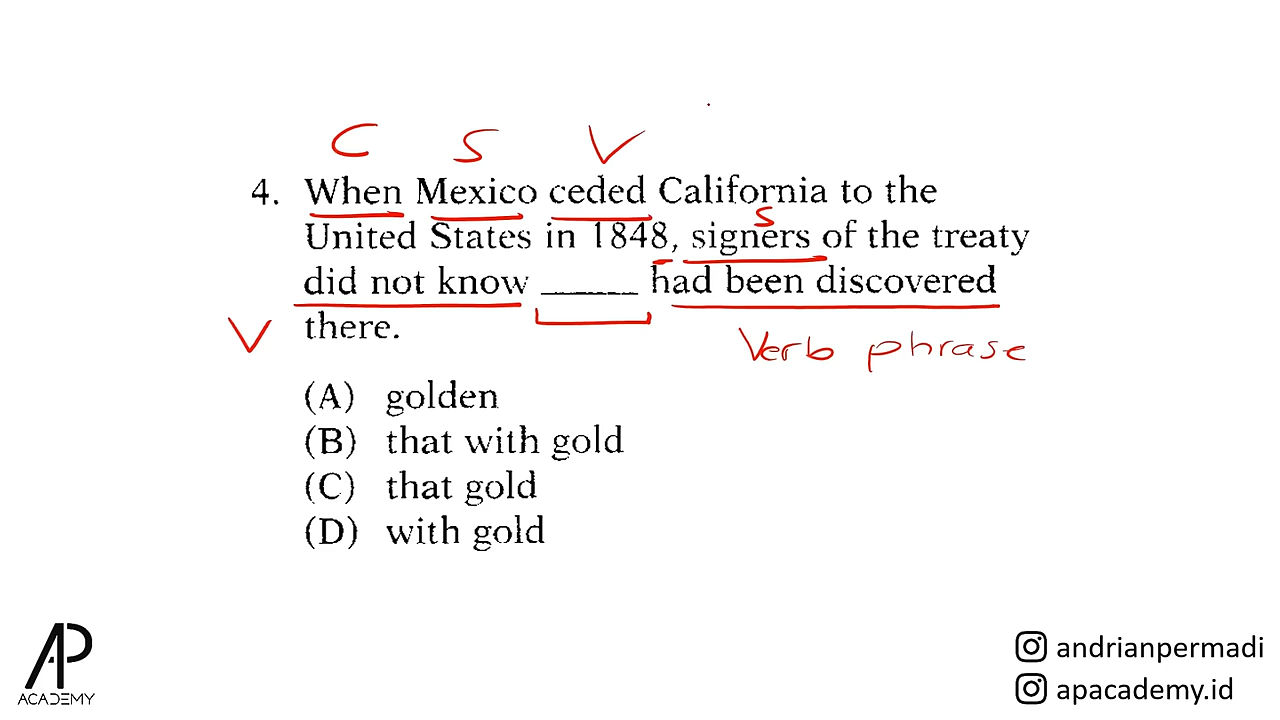 C S V
4. When Mexico ceded California to the
S
United States in 1848, signers of the treaty
did not know ______ had been discovered
V there. Verb phrase
(A) golden
(B) that with gold
(C) that gold
(D) with gold
AP
ACADEMY
andrianpermadi
apacademy.id